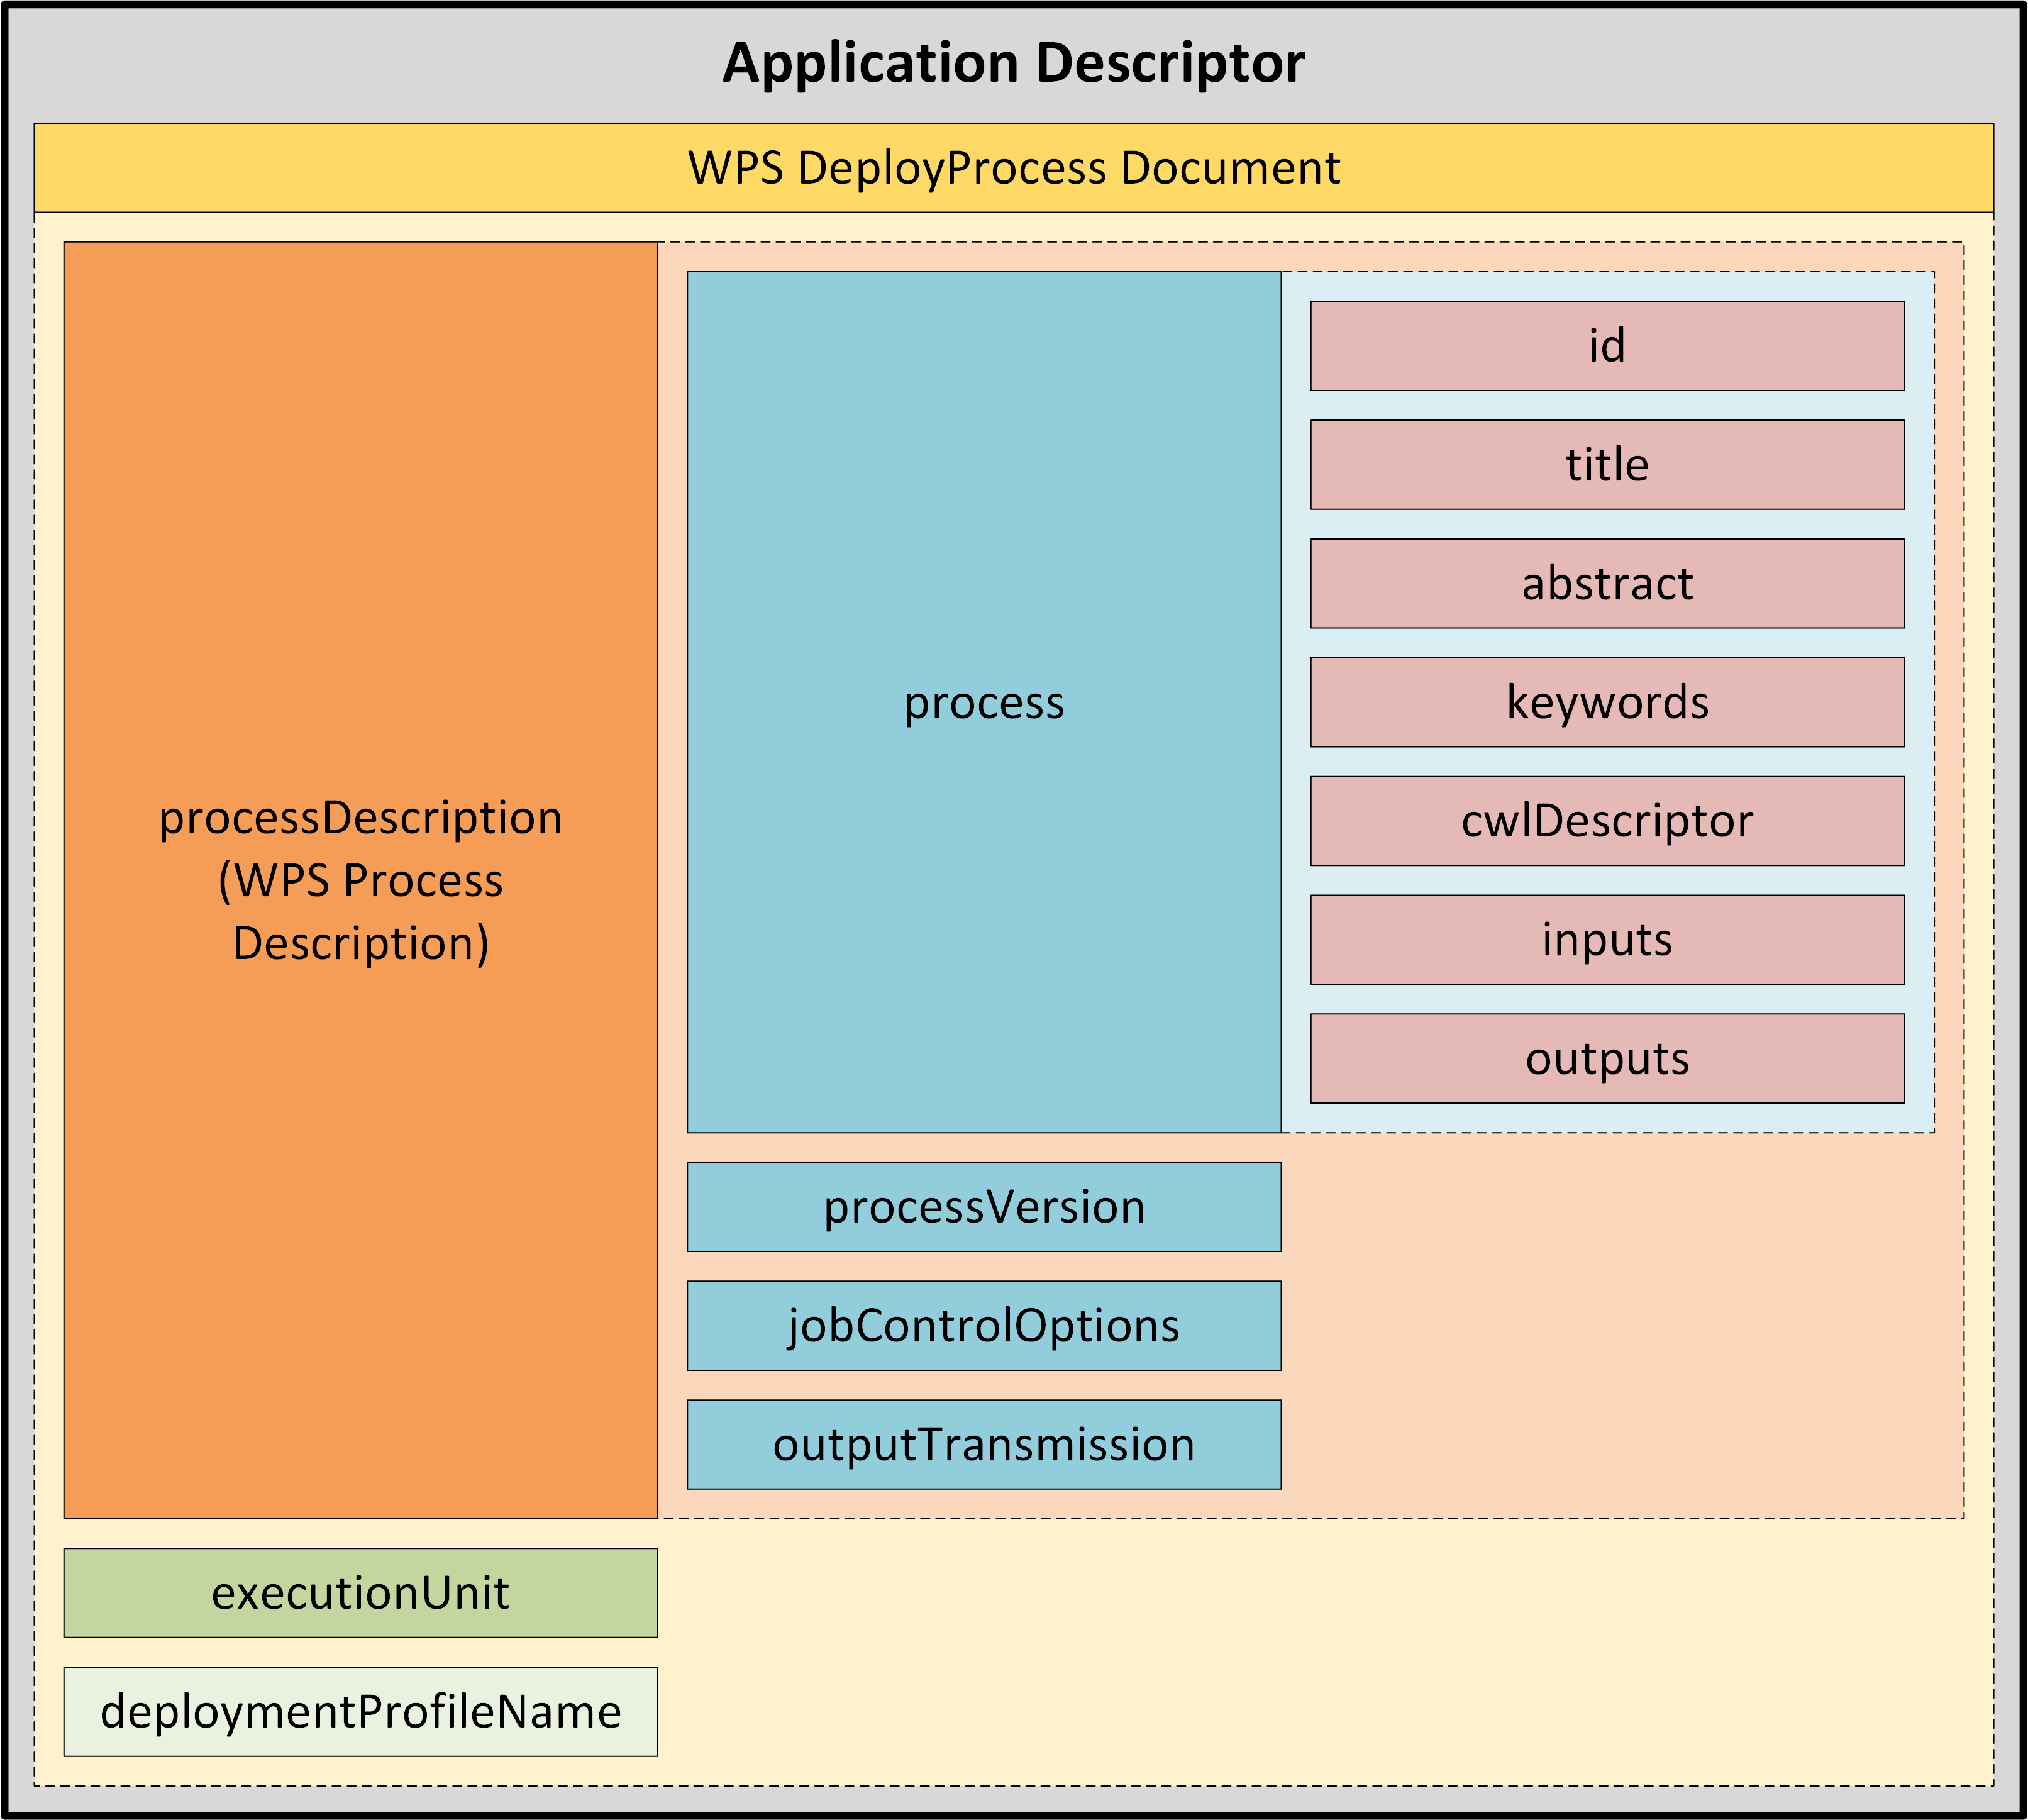 Application Descriptor
WPS DeployProcess Document
processDescription
(WPS Process
Description)
process
id
title
abstract
keywords
cwlDescriptor
inputs
outputs
processVersion
jobControlOptions
outputTransmission
executionUnit
deploymentProfileName